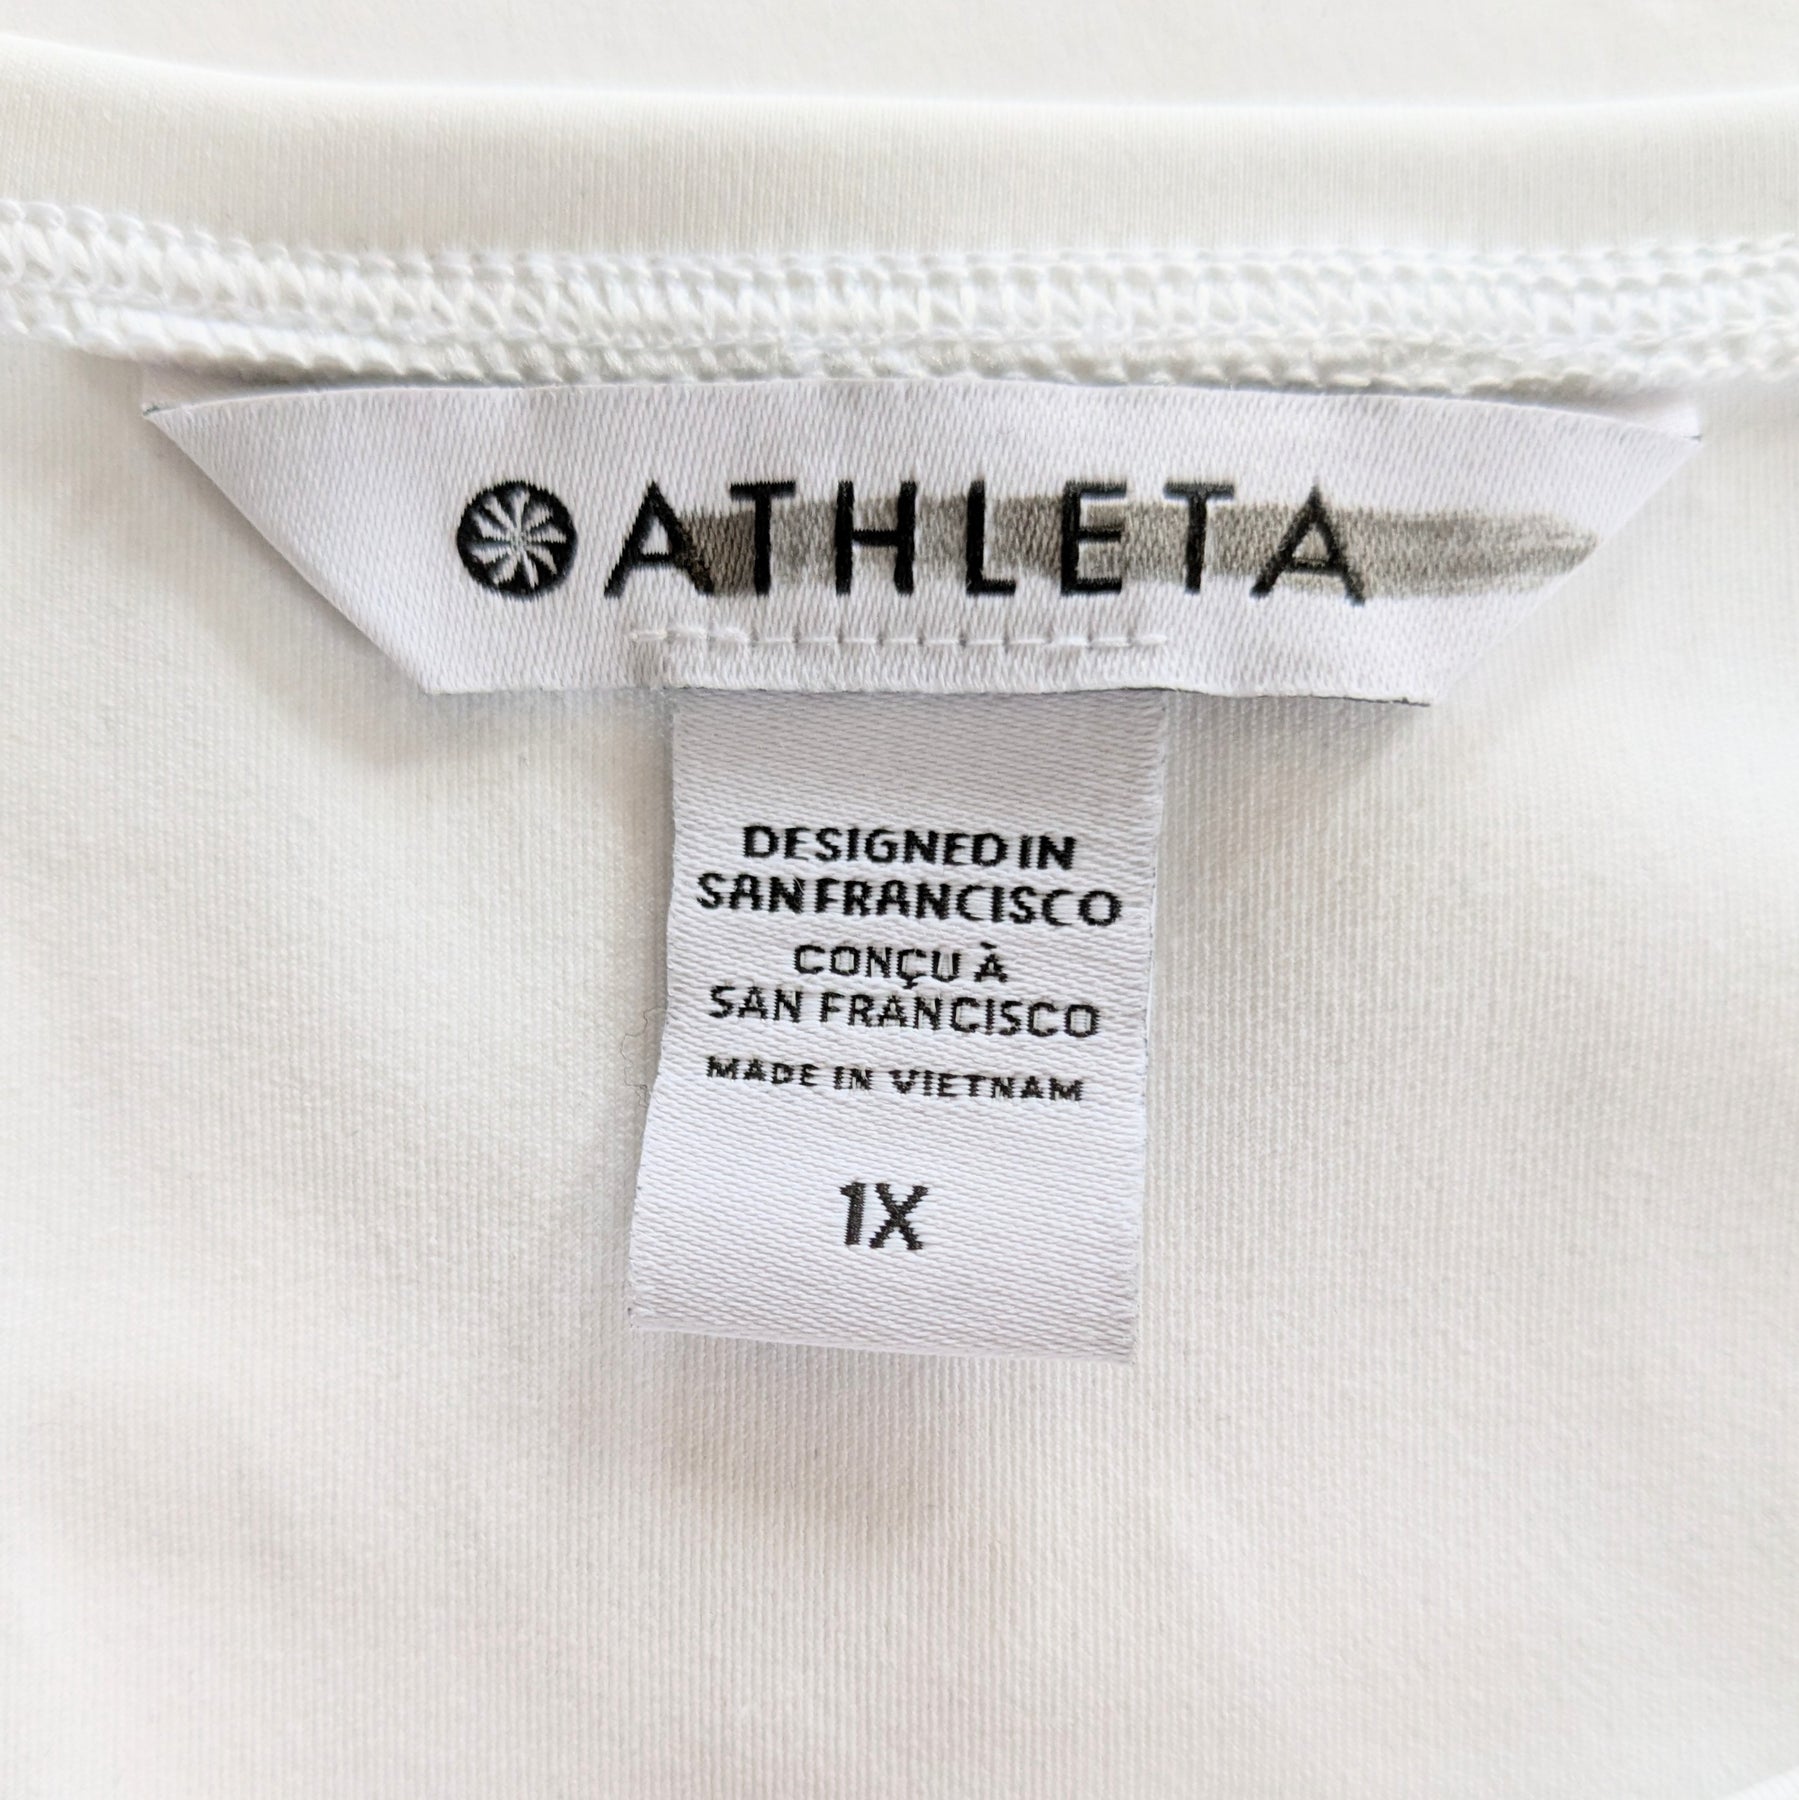 ATHLETA
DESIGNED IN
SAN FRANCISCO
CONÇU À
SAN FRANCISCO
MADE IN VIETNAM
1X